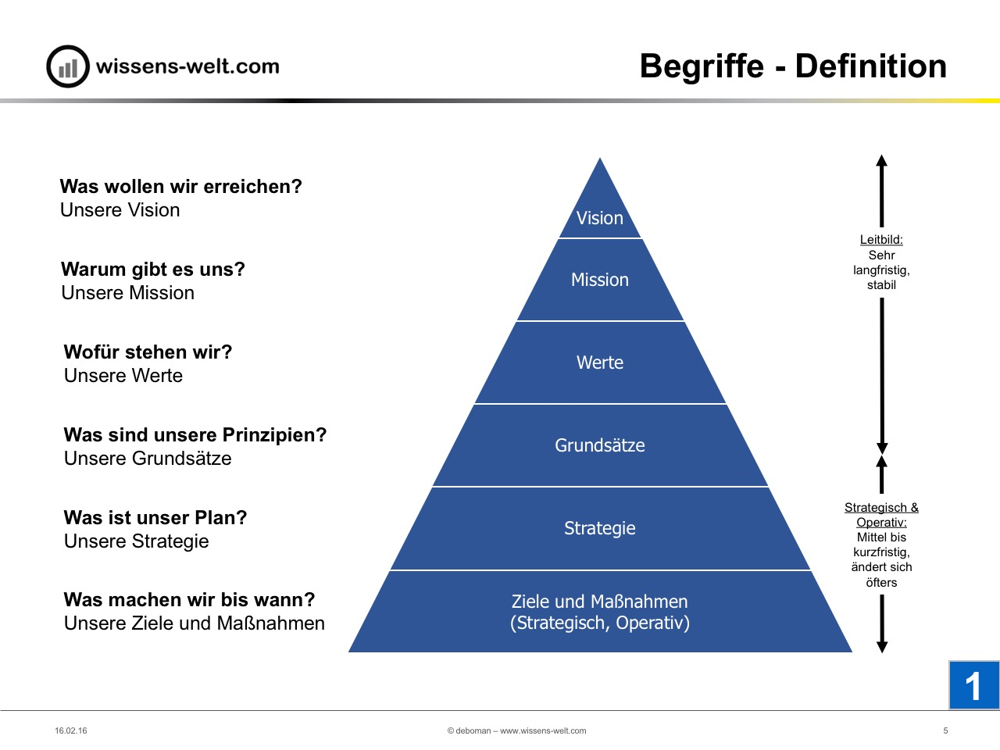 wissens-welt.com
Begriffe - Definition
Was wollen wir erreichen?
Unsere Vision
Warum gibt es uns?
Unsere Mission
Wofür stehen wir?
Unsere Werte
Was sind unsere Prinzipien?
Unsere Grundsätze
Was ist unser Plan?
Unsere Strategie
Was machen wir bis wann?
Unsere Ziele und Maßnahmen
Vision
Mission
Werte
Grundsätze
Strategie
Ziele und Maßnahmen
(Strategisch, Operativ)
Leitbild:
Sehr
langfristig,
stabil
Strategisch &
Operativ:
Mittel bis
kurzfristig,
ändert sich
öfters
1
16.02.16
© deboman – www.wissens-welt.com
5